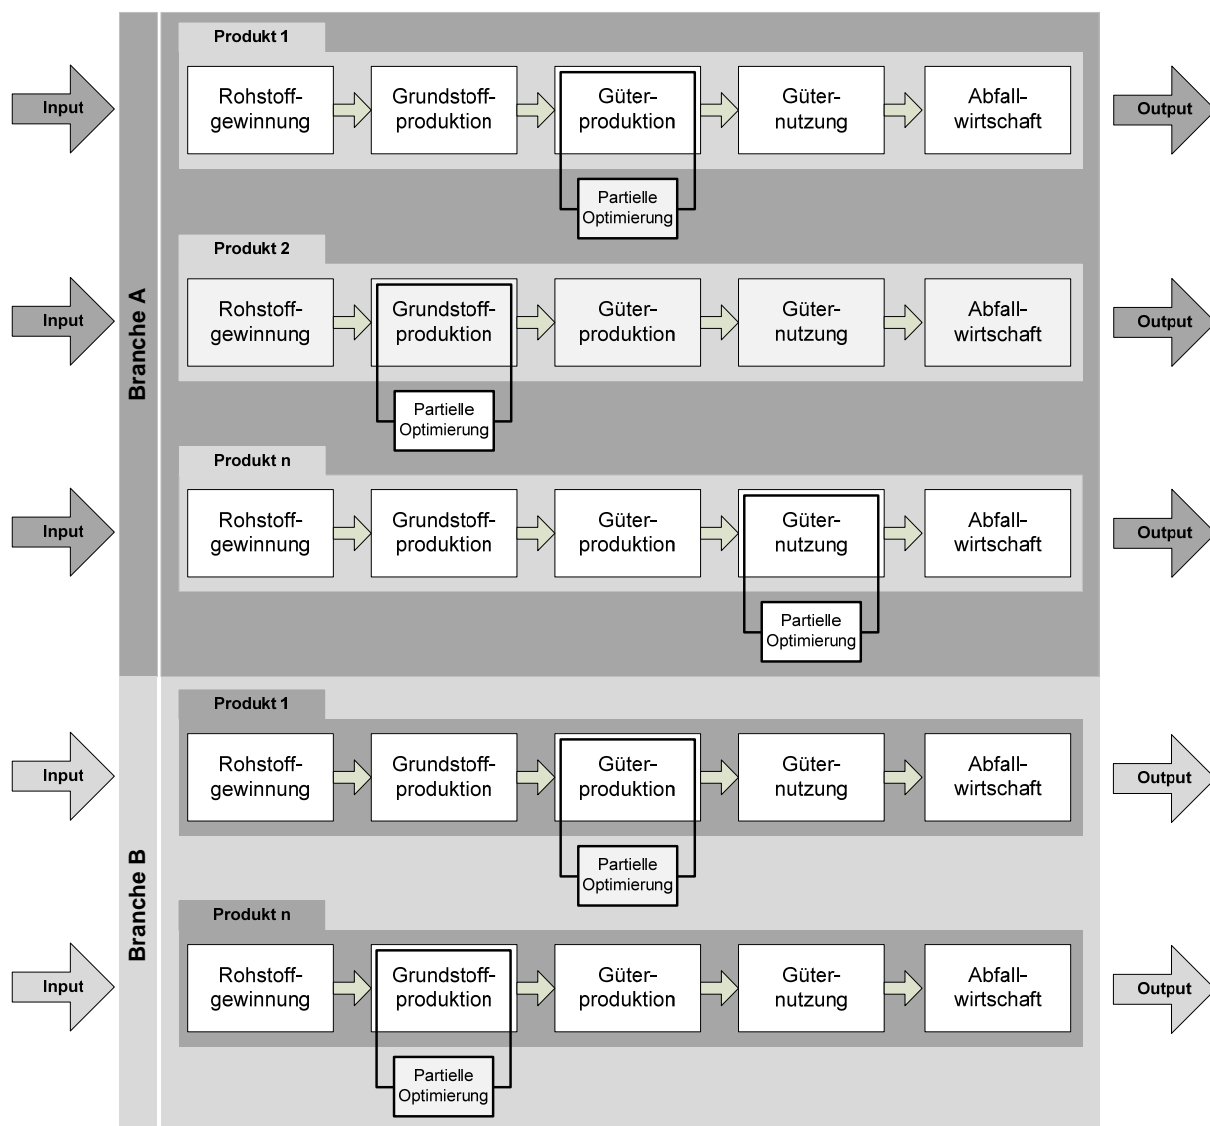 Produkt 1
Input
Rohstoff-
gewinnung
Grundstoff-
produktion
Güter-
produktion
Güter-
nutzung
Abfall-
wirtschaft
Output
Partielle
Optimierung
Branche A
Produkt 2
Input
Rohstoff-
gewinnung
Grundstoff-
produktion
Güter-
produktion
Güter-
nutzung
Abfall-
wirtschaft
Output
Partielle
Optimierung
Produkt n
Input
Rohstoff-
gewinnung
Grundstoff-
produktion
Güter-
produktion
Güter-
nutzung
Abfall-
wirtschaft
Output
Partielle
Optimierung
Branche B
Produkt 1
Input
Rohstoff-
gewinnung
Grundstoff-
produktion
Güter-
produktion
Güter-
nutzung
Abfall-
wirtschaft
Output
Partielle
Optimierung
Produkt n
Input
Rohstoff-
gewinnung
Grundstoff-
produktion
Güter-
produktion
Güter-
nutzung
Abfall-
wirtschaft
Output
Partielle
Optimierung